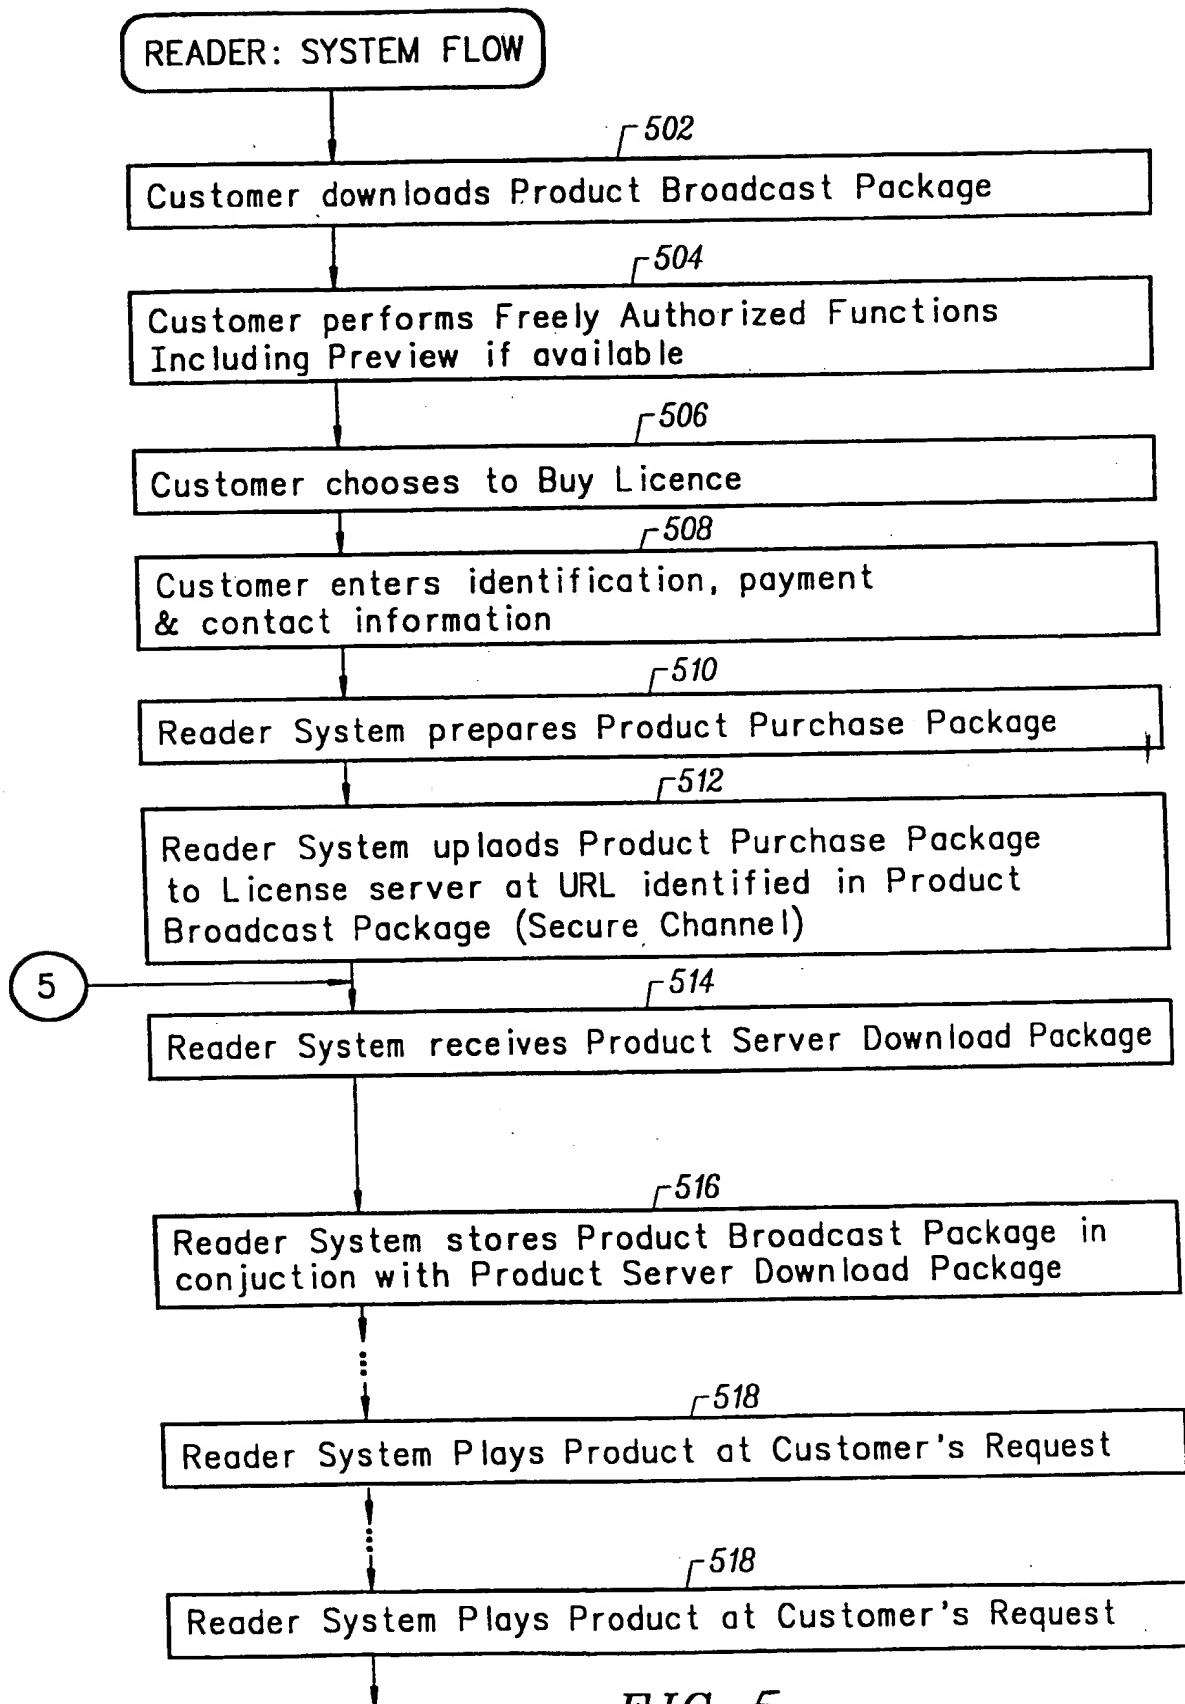 READER: SYSTEM FLOW
502
Customer downloads Product Broadcast Package
504
Customer performs Freely Authorized Functions
Including Preview if available
506
Customer chooses to Buy Licence
508
Customer enters identification, payment
& contact information
510
Reader System prepares Product Purchase Package
512
Reader System uplaods Product Purchase Package
to License server at URL identified in Product
Broadcast Package (Secure Channel)
5
514
Reader System receives Product Server Download Package
516
Reader System stores Product Broadcast Package in
conjuction with Product Server Download Package
518
Reader System Plays Product at Customer's Request
518
Reader System Plays Product at Customer's Request
FIG. 5